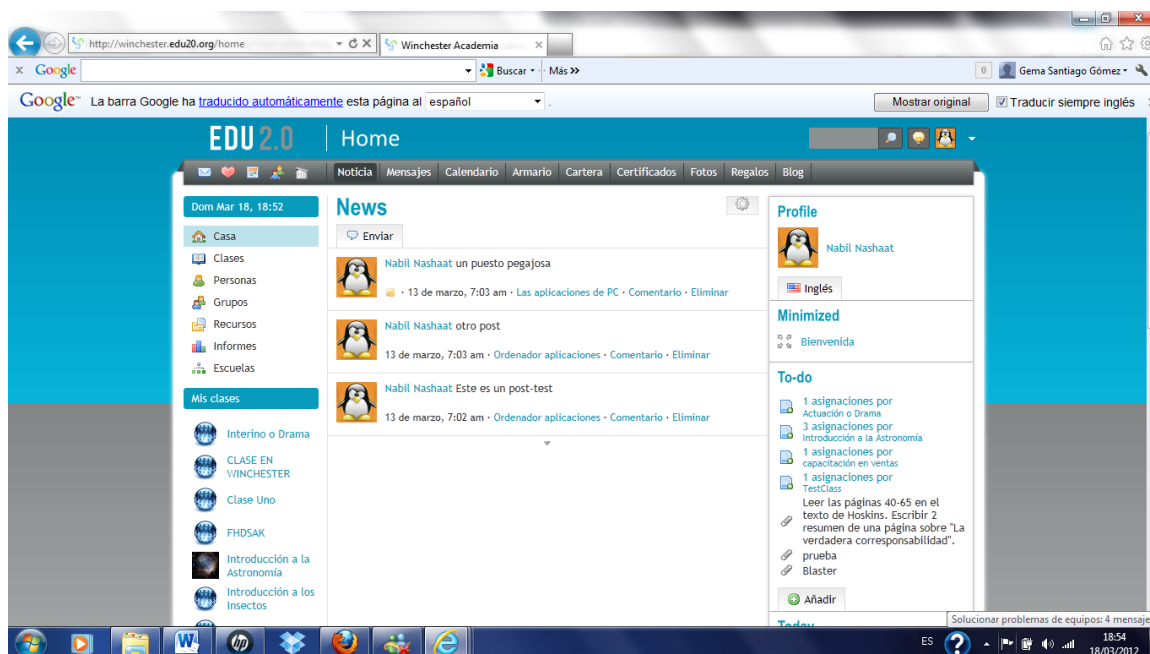 http://winchester.edu20.org/home
Winchester Academia
Google
Buscar
Más
0
Gema Santiago Gómez
Google
La barra Google ha traducido automáticamente esta página al
español
.
Mostrar original
Traducir siempre inglés
EDU 2.0
Home
Noticia
Mensajes
Calendario
Armario
Cartera
Certificados
Fotos
Regalos
Blog
Dom Mar 18, 18:52
Casa
Clases
Personas
Grupos
Recursos
Informes
Escuelas
Mis clases
Interino o Drama
CLASE EN
WINCHESTER
Clase Uno
FHDSAK
Introducción a la
Astronomía
Introducción a los
Insectos
News
Enviar
Nabil Nashaat un puesto pegajosa
· 13 de marzo, 7:03 am · Las aplicaciones de PC · Comentario · Eliminar
Nabil Nashaat otro post
13 de marzo, 7:03 am · Ordenador aplicaciones · Comentario · Eliminar
Nabil Nashaat Este es un post-test
13 de marzo, 7:02 am · Ordenador aplicaciones · Comentario · Eliminar
Profile
Nabil Nashaat
Inglés
Minimized
Bienvenida
To-do
1 asignaciones por
Actuación o Drama
3 asignaciones por
Introducción a la Astronomía
1 asignaciones por
capacitación en ventas
1 asignaciones por
TestClass
Leer las páginas 40-65 en el
texto de Hoskins. Escribir 2
resumen de una página sobre "La
verdadera corresponsabilidad".
prueba
Blaster
Añadir
Today
Solucionar problemas de equipos: 4 mensaje
ES
18:54
18/03/2012